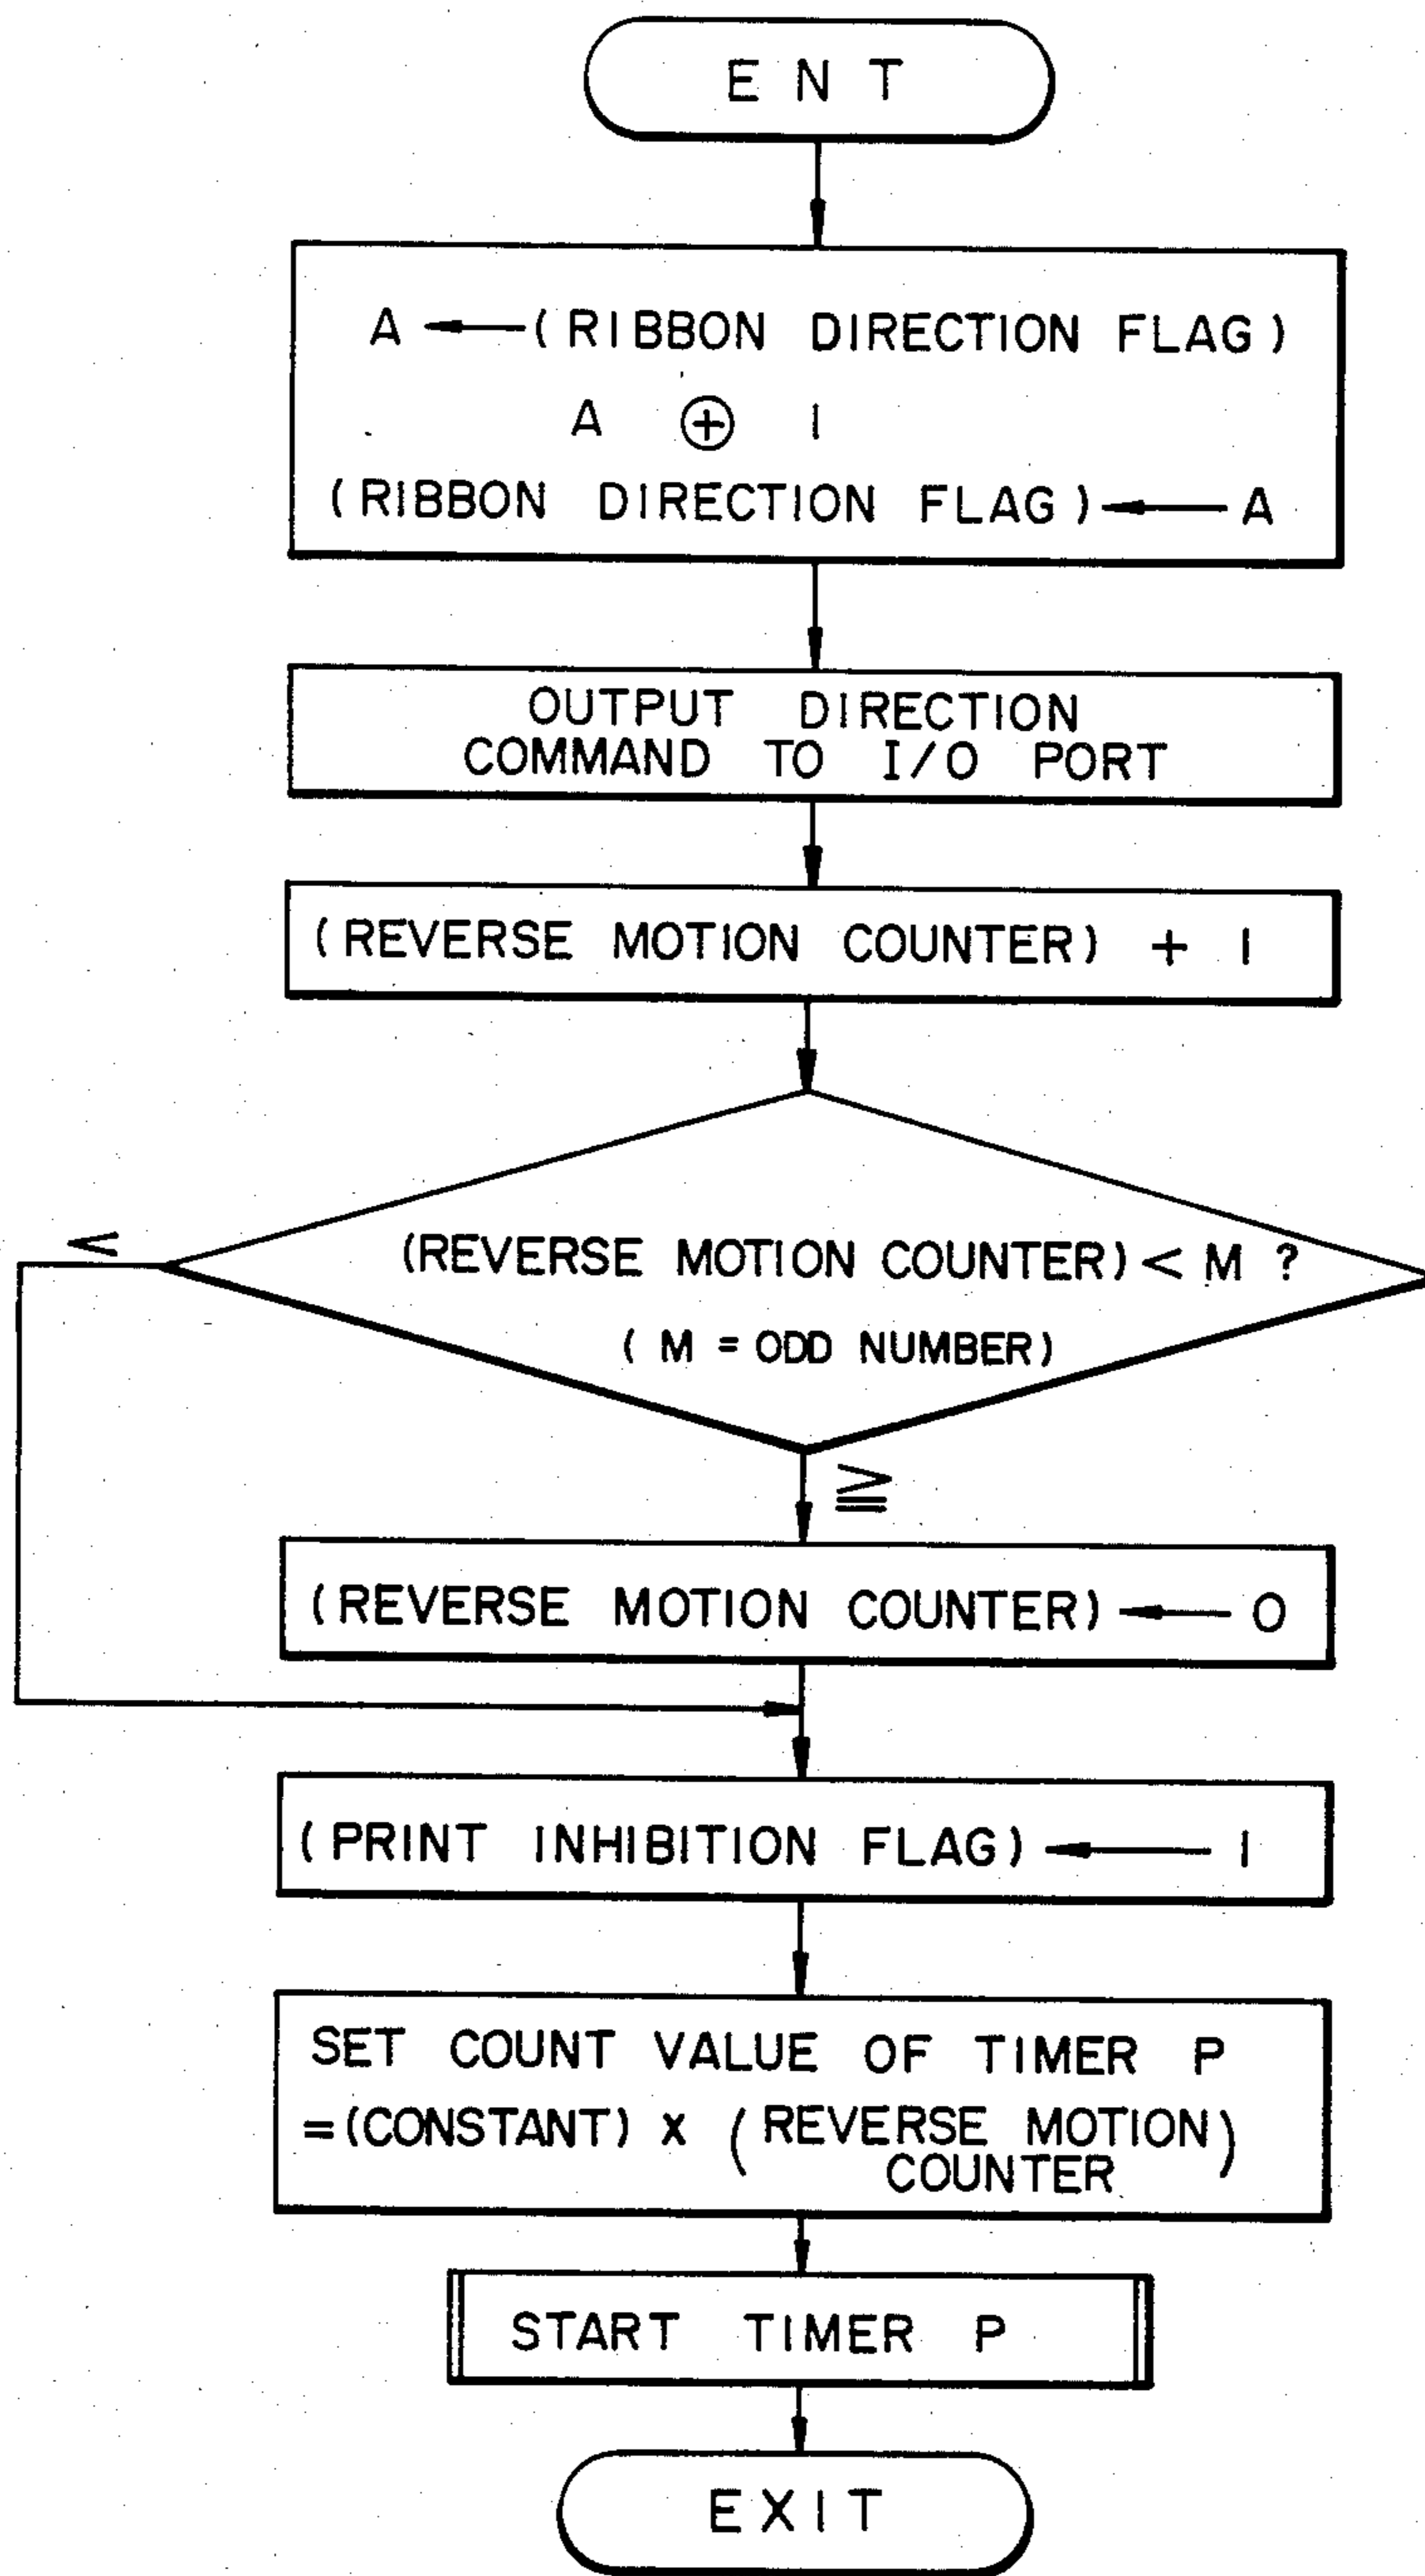 ENT
A ← (RIBBON DIRECTION FLAG)
A ⊕ 1
(RIBBON DIRECTION FLAG) ← A
OUTPUT DIRECTION
COMMAND TO I/O PORT
(REVERSE MOTION COUNTER) + 1
<
(REVERSE MOTION COUNTER) < M ?
(M = ODD NUMBER)
≧
(REVERSE MOTION COUNTER) ← 0
(PRINT INHIBITION FLAG) ← 1
SET COUNT VALUE OF TIMER P
= (CONSTANT) X (REVERSE MOTION
COUNTER)
START TIMER P
EXIT